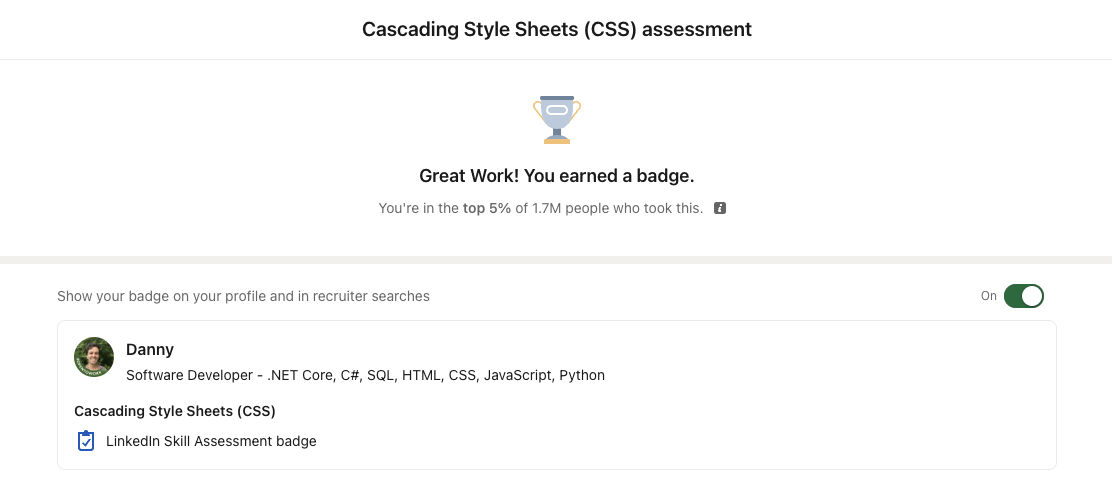 Cascading Style Sheets (CSS) assessment
Great Work! You earned a badge.
You're in the top 5% of 1.7M people who took this.
Show your badge on your profile and in recruiter searches
On
Danny
Software Developer - .NET Core, C#, SQL, HTML, CSS, JavaScript, Python
Cascading Style Sheets (CSS)
LinkedIn Skill Assessment badge